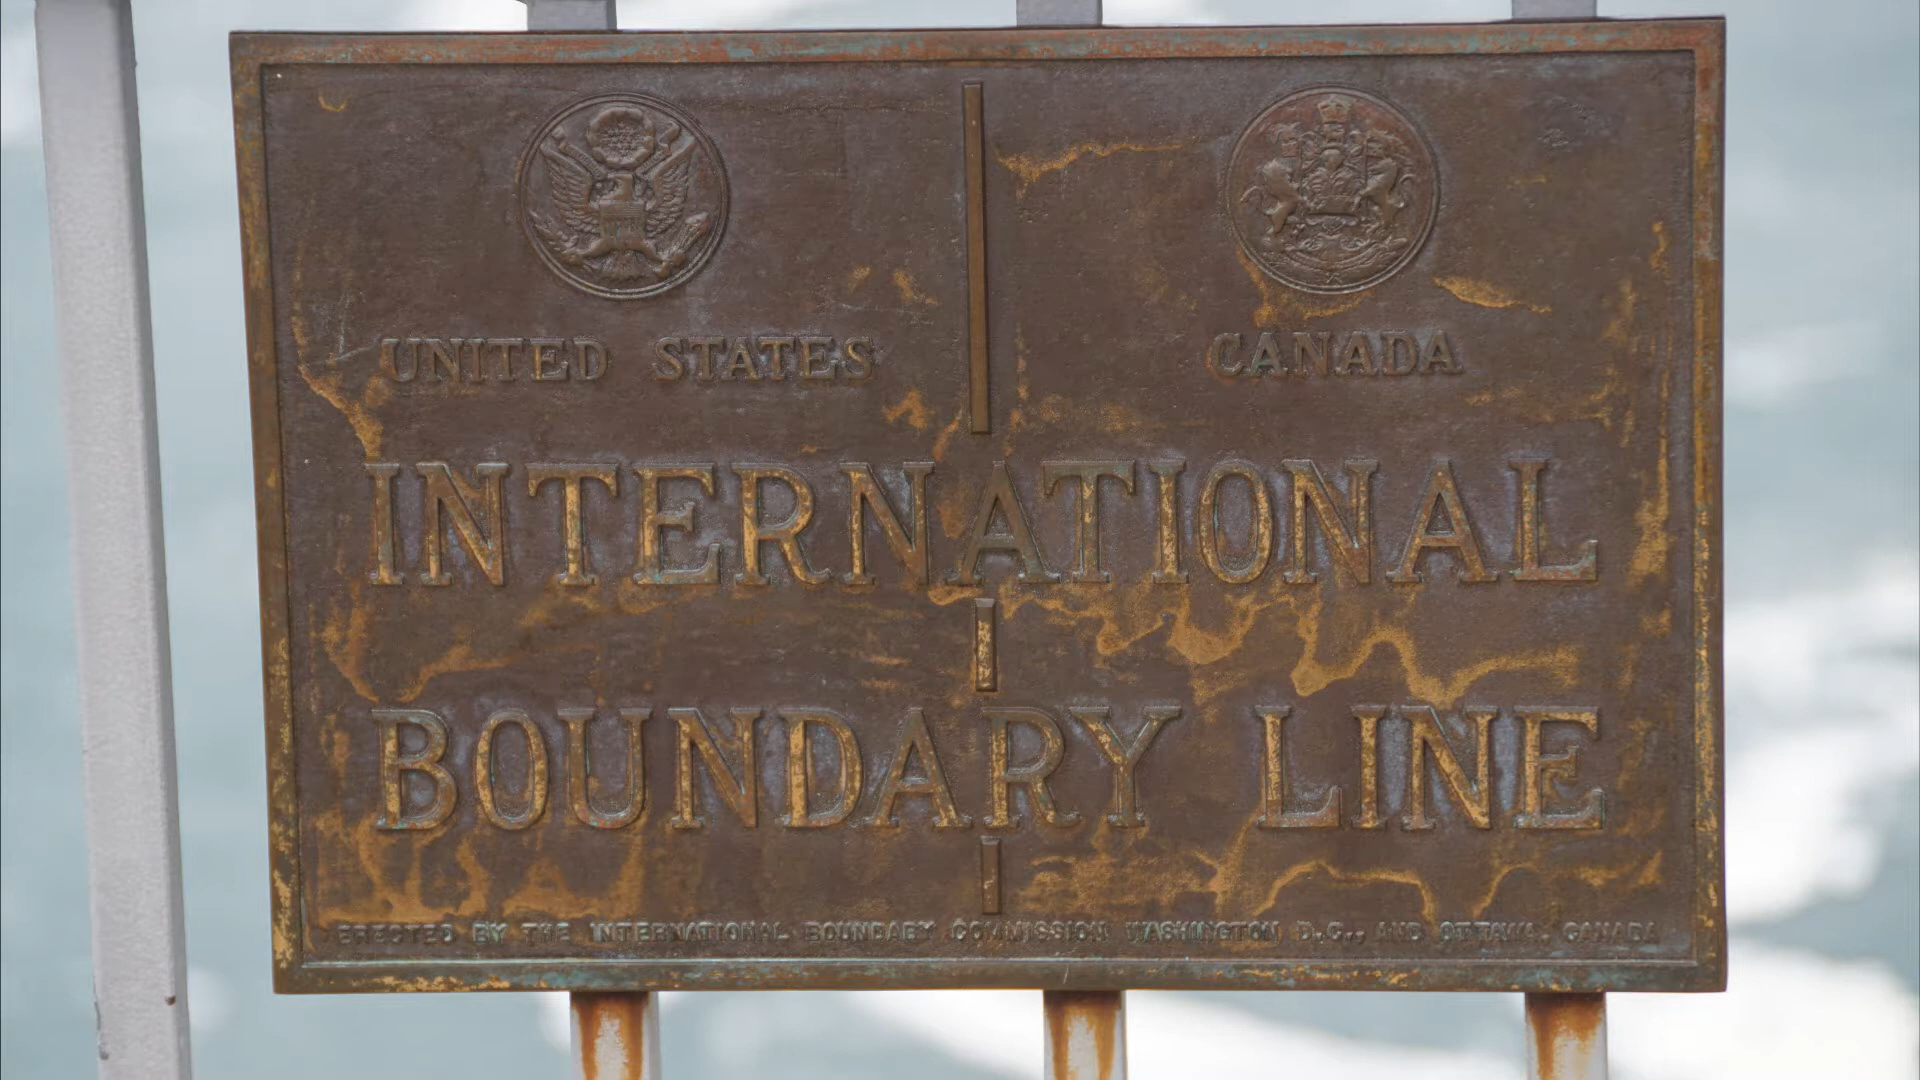 UNITED STATES CANADA
INTERNATIONAL
BOUNDARY LINE
ERECTED BY THE INTERNATIONAL BOUNDARY COMMISSION WASHINGTON D.C., AND OTTAWA, CANADA